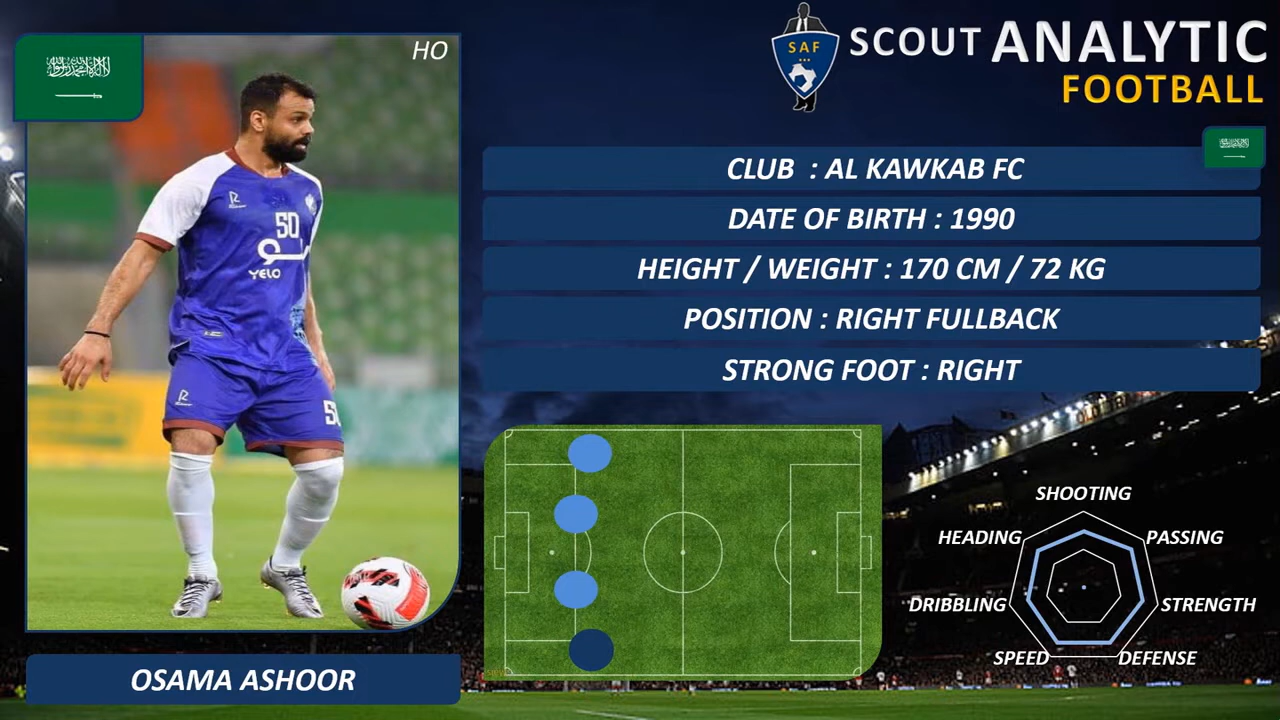 HO
SAF
SCOUT ANALYTIC
FOOTBALL
CLUB : AL KAWKAB FC
DATE OF BIRTH : 1990
HEIGHT / WEIGHT : 170 CM / 72 KG
POSITION : RIGHT FULLBACK
STRONG FOOT : RIGHT
50
YELO
50
SHOOTING
HEADING
PASSING
DRIBBLING
STRENGTH
SPEED
DEFENSE
OSAMA ASHOOR